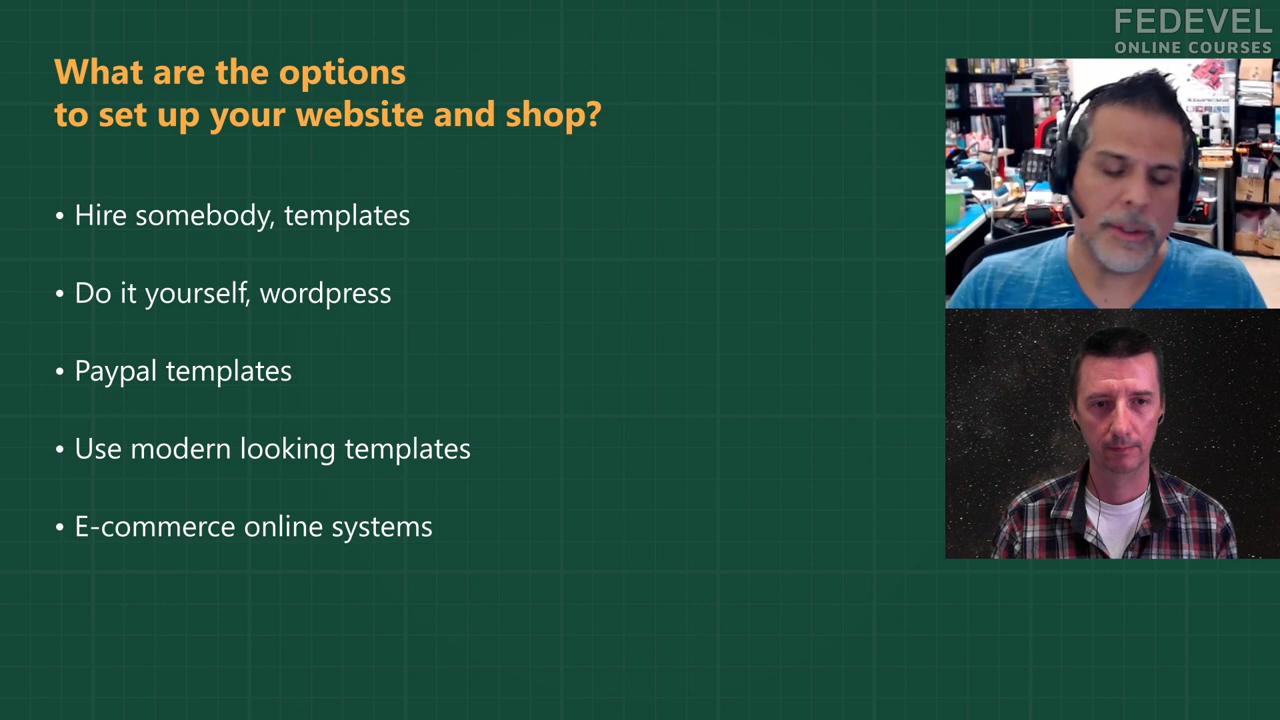 FEDEVEL
ONLINE COURSES
What are the options
to set up your website and shop?
• Hire somebody, templates
• Do it yourself, wordpress
• Paypal templates
• Use modern looking templates
• E-commerce online systems